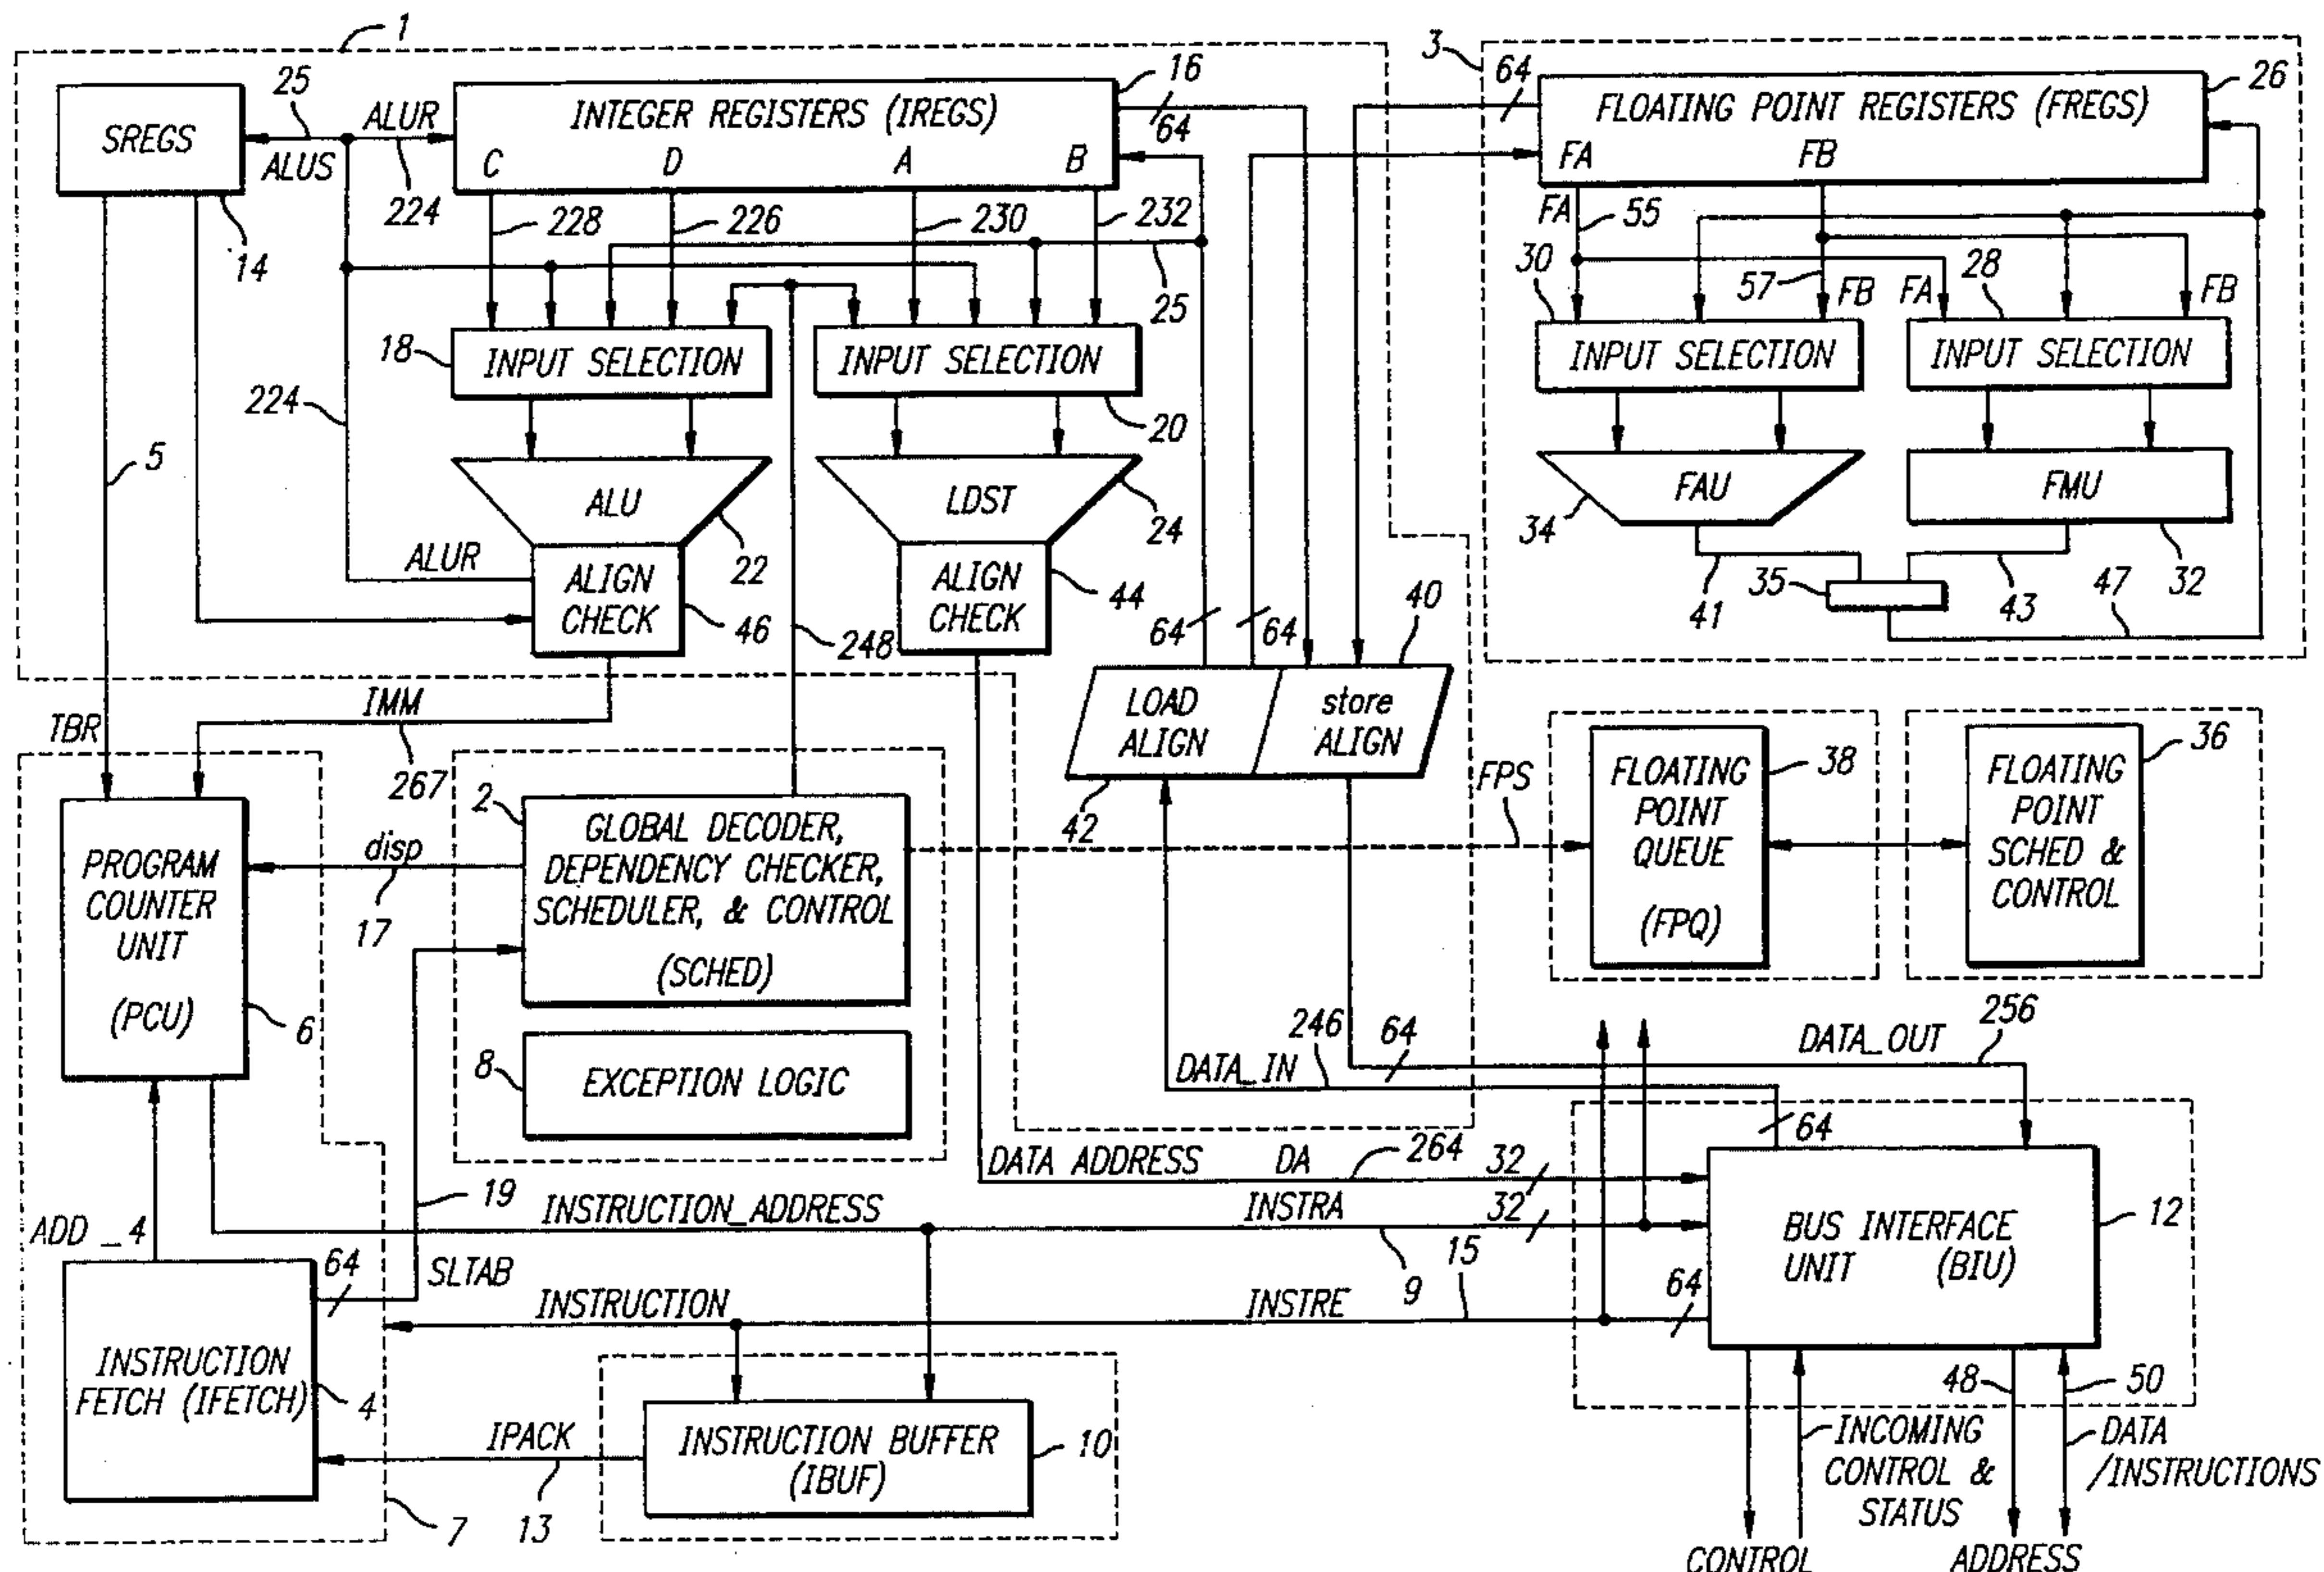 1
3
25
ALUR
16
64
26
SREGS
INTEGER REGISTERS (IREGS)
FLOATING POINT REGISTERS (FREGS)
64
ALUS
C
D
A
B
FA
FB
224
228
226
230
232
FA
55
14
25
30
57
FB
FA
28
FB
18
INPUT SELECTION
INPUT SELECTION
INPUT SELECTION
INPUT SELECTION
224
20
5
ALU
LDST
24
FAU
FMU
34
ALUR
22
ALIGN
CHECK
ALIGN
CHECK
44
40
35
41
43
32
47
46
248
64
64
LOAD
ALIGN
store
ALIGN
IMM
TBR
267
2
42
FPS
38
36
PROGRAM
COUNTER
UNIT
(PCU)
disp
17
GLOBAL DECODER,
DEPENDENCY CHECKER,
SCHEDULER, & CONTROL
(SCHED)
FLOATING
POINT
QUEUE
(FPQ)
FLOATING
POINT
SCHED &
CONTROL
6
8
EXCEPTION LOGIC
246
64
DATA_OUT
256
DATA_IN
64
DATA ADDRESS
DA
264
32
19
INSTRUCTION_ADDRESS
INSTRA
32
12
ADD _4
BUS INTERFACE
UNIT (BIU)
64
SLTAB
15
9
64
INSTRUCTION
INSTRE
INSTRUCTION
FETCH (IFETCH)
4
48
50
IPACK
INSTRUCTION BUFFER
(IBUF)
10
13
7
INCOMING
CONTROL &
STATUS
DATA
/INSTRUCTIONS
CONTROL
ADDRESS